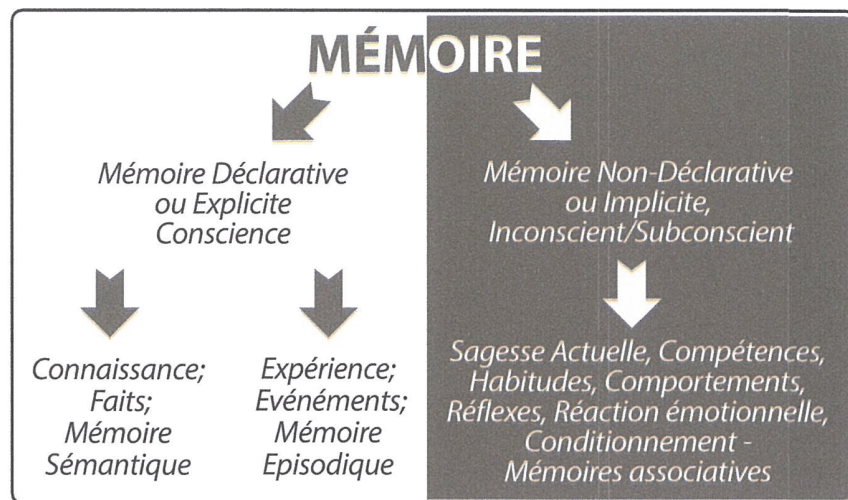 MÉMOIRE
Mémoire Déclarative
ou Explicite
Conscience
Mémoire Non-Déclarative
ou Implicite,
Inconscient/Subconscient
Connaissance;
Faits;
Mémoire
Sémantique
Expérience;
Evénéments;
Mémoire
Episodique
Sagesse Actuelle, Compétences,
Habitudes, Comportements,
Réflexes, Réaction émotionnelle,
Conditionnement -
Mémoires associatives